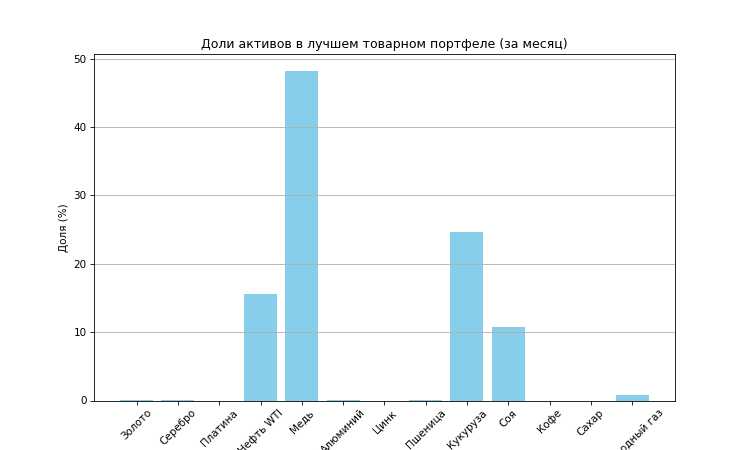 Доли активов в лучшем товарном портфеле (за месяц)
50
40
30
20
10
0
Доля (%)
Золото
Серебро
Платина
Нефть WTI
Медь
Алюминий
Цинк
Пшеница
Кукуруза
Соя
Кофе
Сахар
одный газ